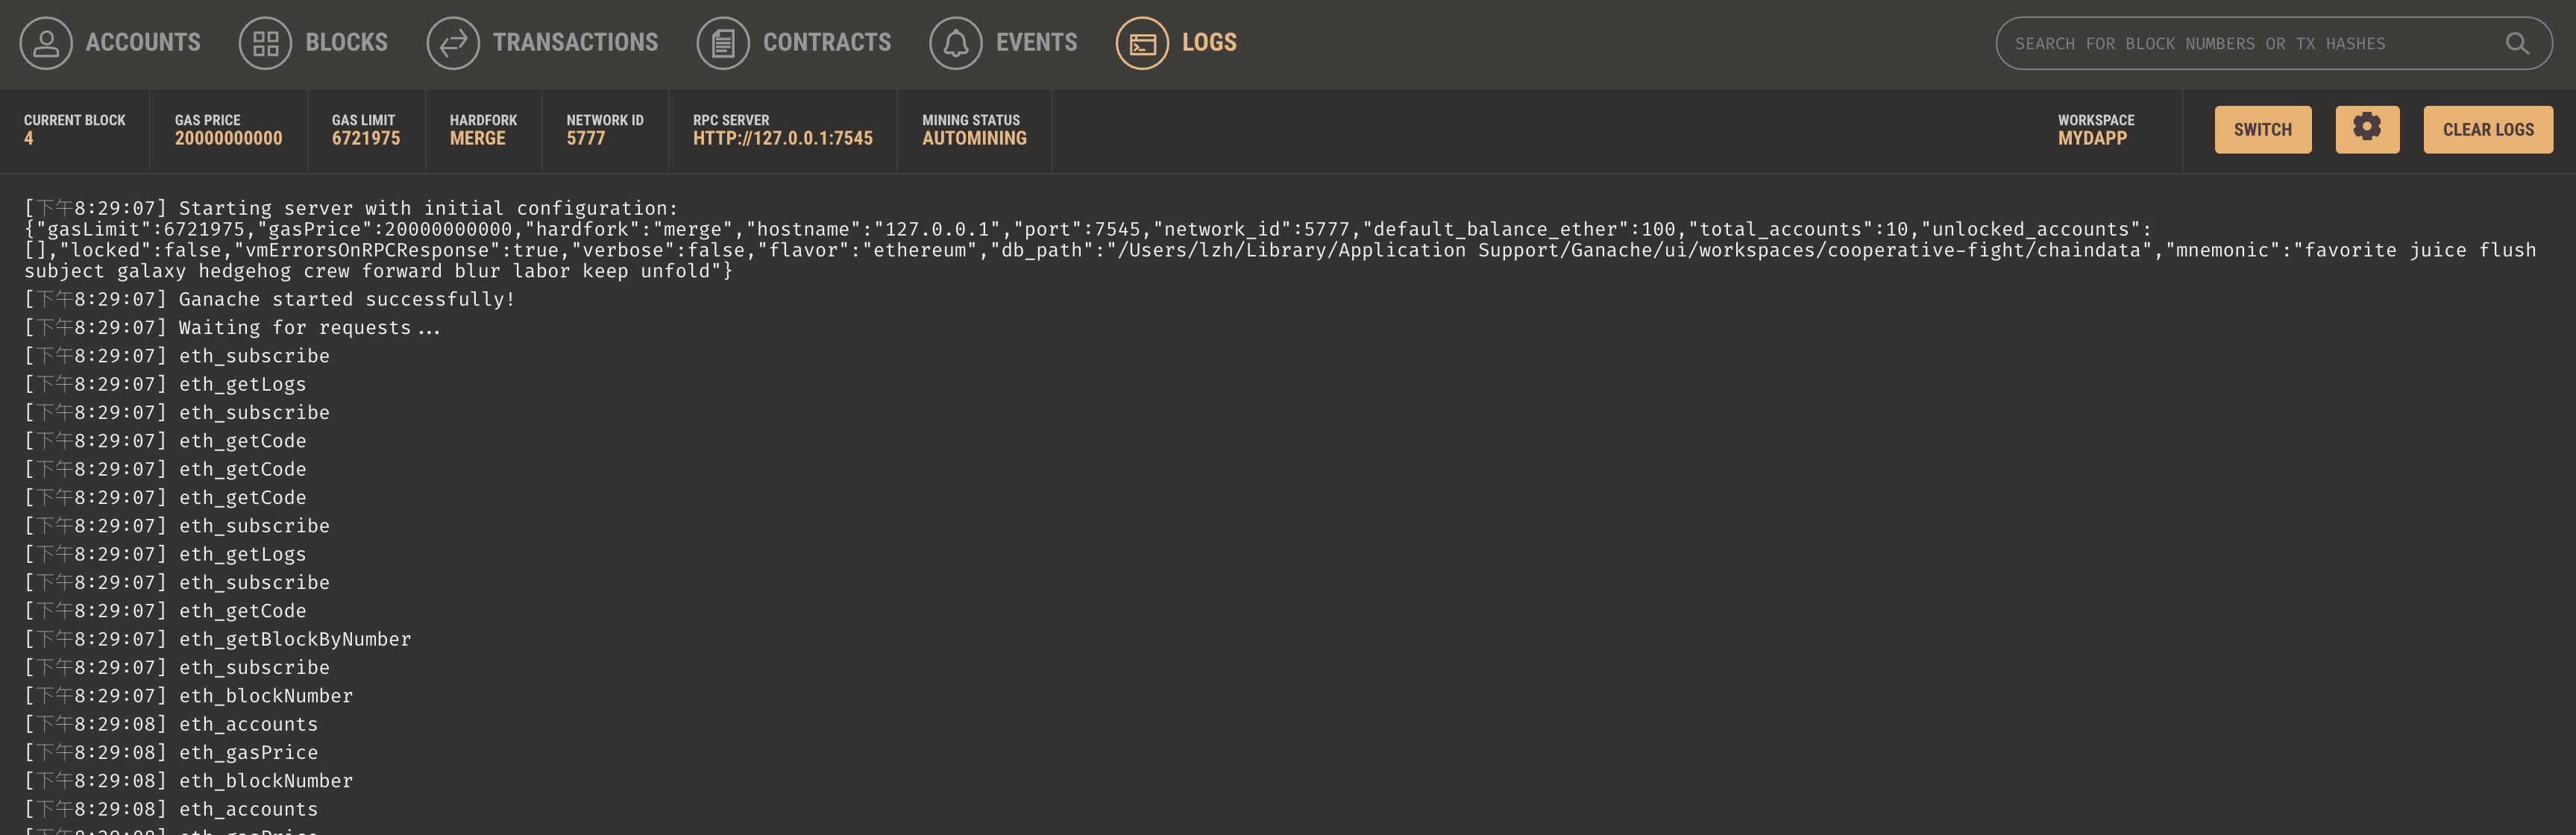 ACCOUNTS BLOCKS TRANSACTIONS CONTRACTS EVENTS LOGS SEARCH FOR BLOCK NUMBERS OR TX HASHES
CURRENT BLOCK GAS PRICE GAS LIMIT HARDFORK NETWORK ID RPC SERVER MINING STATUS WORKSPACE
4 20000000000 6721975 MERGE 5777 HTTP://127.0.0.1:7545 AUTOMINING MYDAPP
SWITCH CLEAR LOGS
[下午8:29:07] Starting server with initial configuration:
{"gasLimit":6721975,"gasPrice":20000000000,"hardfork":"merge","hostname":"127.0.0.1","port":7545,"network_id":5777,"default_balance_ether":100,"total_accounts":10,"unlocked_accounts":
[],"locked":false,"vmErrorsOnRPCResponse":true,"verbose":false,"flavor":"ethereum","db_path":"/Users/lzh/Library/Application Support/Ganache/ui/workspaces/cooperative-fight/chaindata","mnemonic":"favorite juice flush
subject galaxy hedgehog crew forward blur labor keep unfold"}
[下午8:29:07] Ganache started successfully!
[下午8:29:07] Waiting for requests...
[下午8:29:07] eth_subscribe
[下午8:29:07] eth_getLogs
[下午8:29:07] eth_subscribe
[下午8:29:07] eth_getCode
[下午8:29:07] eth_getCode
[下午8:29:07] eth_getCode
[下午8:29:07] eth_subscribe
[下午8:29:07] eth_getLogs
[下午8:29:07] eth_subscribe
[下午8:29:07] eth_getCode
[下午8:29:07] eth_getBlockByNumber
[下午8:29:07] eth_subscribe
[下午8:29:07] eth_blockNumber
[下午8:29:08] eth_accounts
[下午8:29:08] eth_gasPrice
[下午8:29:08] eth_blockNumber
[下午8:29:08] eth_accounts
[下午8:29:08] eth_gasPrice